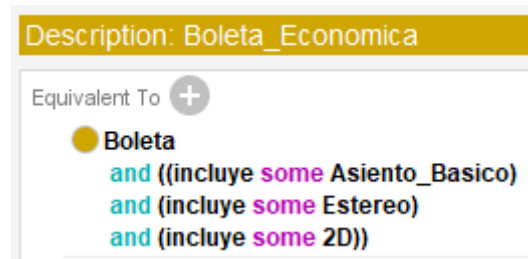 Description: Boleta_Economica
Equivalent To
Boleta
and ((incluye some Asiento_Basico)
and (incluye some Estereo)
and (incluye some 2D))